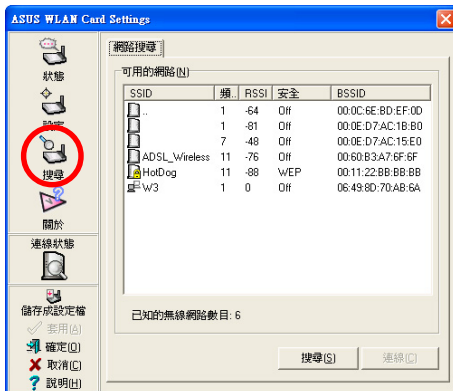 ASUS WLAN Card Settings
狀態
設定
搜尋
關於
連線狀態
儲存成設定檔
套用(A)
確定(O)
取消(C)
說明(H)
網路搜尋
可用的網路(N)
SSID 頻.. RSSI 安全 BSSID
.. 1 -64 Off 00:0C:6E:BD:EF:0D
1 -81 Off 00:0E:D7:AC:1B:B0
7 -48 Off 00:0E:D7:AC:15:E0
ADSL_Wireless 11 -76 Off 00:60:B3:A7:6F:6F
HotDog 11 -88 WEP 00:11:22:BB:BB:BB
W3 1 0 Off 06:49:8D:70:AB:6A
已知的無線網路數目: 6
搜尋(S)
連線(C)